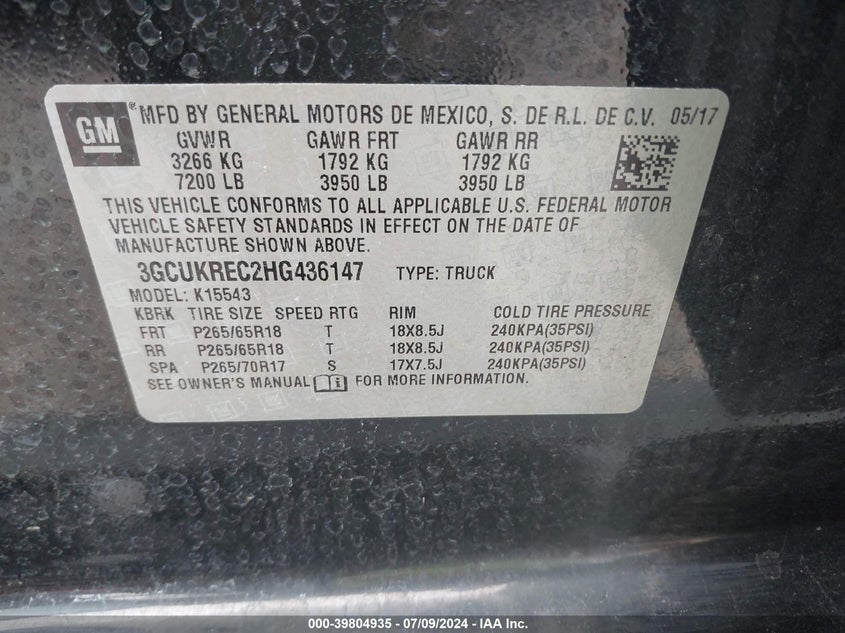 GM ® MFD BY GENERAL MOTORS DE MEXICO, S. DE R.L. DE C.V. 05/17
GVWR GAWR FRT GAWR RR
3266 KG 1792 KG 1792 KG
7200 LB 3950 LB 3950 LB
THIS VEHICLE CONFORMS TO ALL APPLICABLE U.S. FEDERAL MOTOR
VEHICLE SAFETY STANDARDS IN EFFECT ON THE DATE OF
MANUFACTURE SHOWN ABOVE.
3GCUKREC2HG436147 TYPE: TRUCK
MODEL: K15543
KBRK TIRE SIZE SPEED RTG RIM COLD TIRE PRESSURE
FRT P265/65R18 T 18X8.5J 240KPA(35PSI)
RR P265/65R18 T 18X8.5J 240KPA(35PSI)
SPA P265/70R17 S 17X7.5J 240KPA(35PSI)
SEE OWNER'S MANUAL FOR MORE INFORMATION.
000-39804935 - 07/09/2024 - IAA Inc.